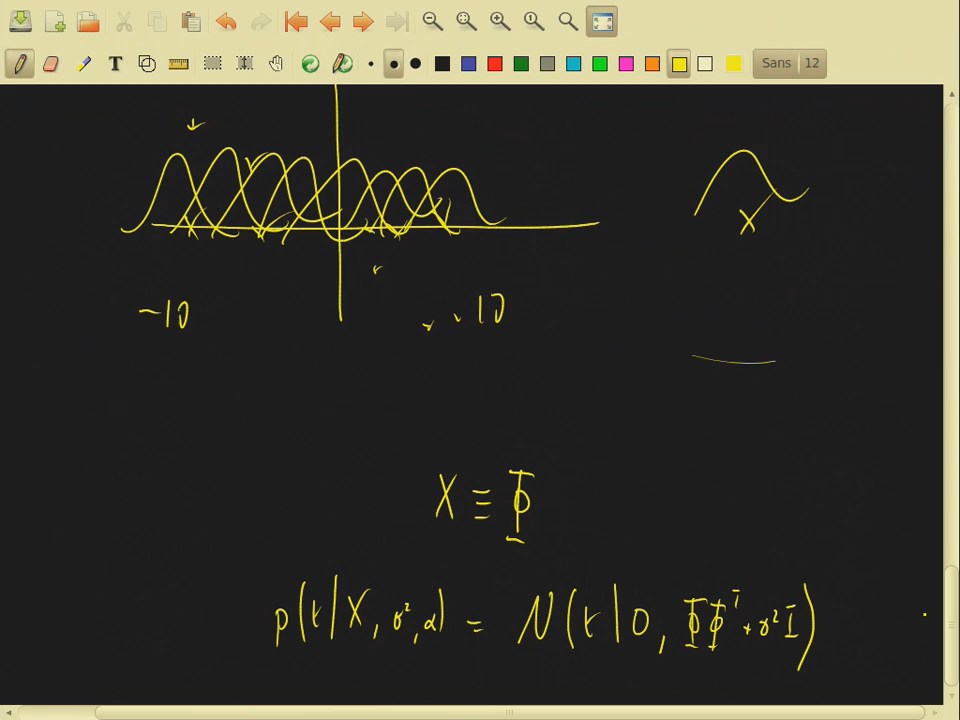 T Sans 12
X
-10 10
X ≡ Φ
p(t|X, σ², α) = N(t|0, ΦΦᵀ + σ²I)